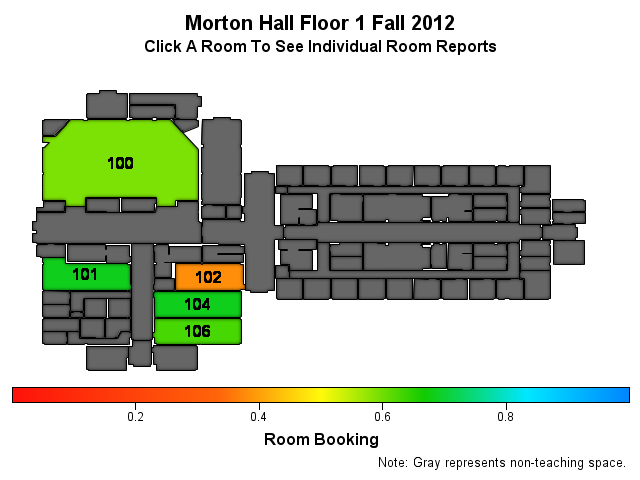 Morton Hall Floor 1 Fall 2012
Click A Room To See Individual Room Reports
100
101
102
104
106
0.2 0.4 0.6 0.8
Room Booking
Note: Gray represents non-teaching space.